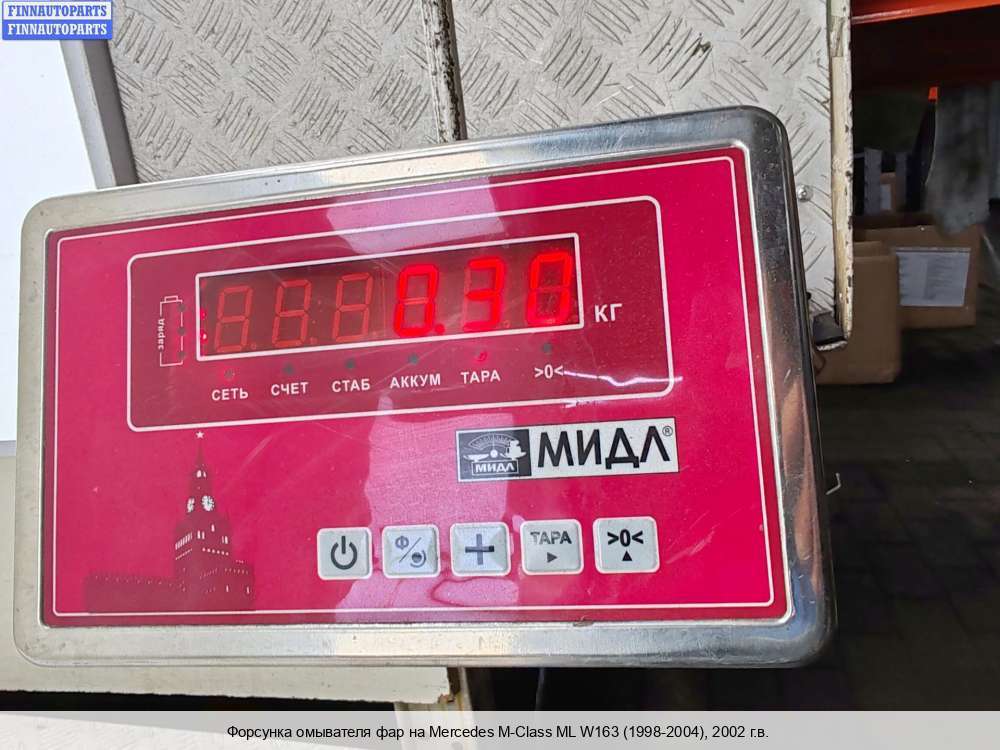 FINNAUTOPARTS
FINNAUTOPARTS
0.30 КГ
заряд
СЕТЬ СЧЕТ СТАБ АККУМ ТАРА >0<
МИДЛ МИДЛ®
Ф ТАРА >0<
Форсунка омывателя фар на Mercedes M-Class ML W163 (1998-2004), 2002 г.в.